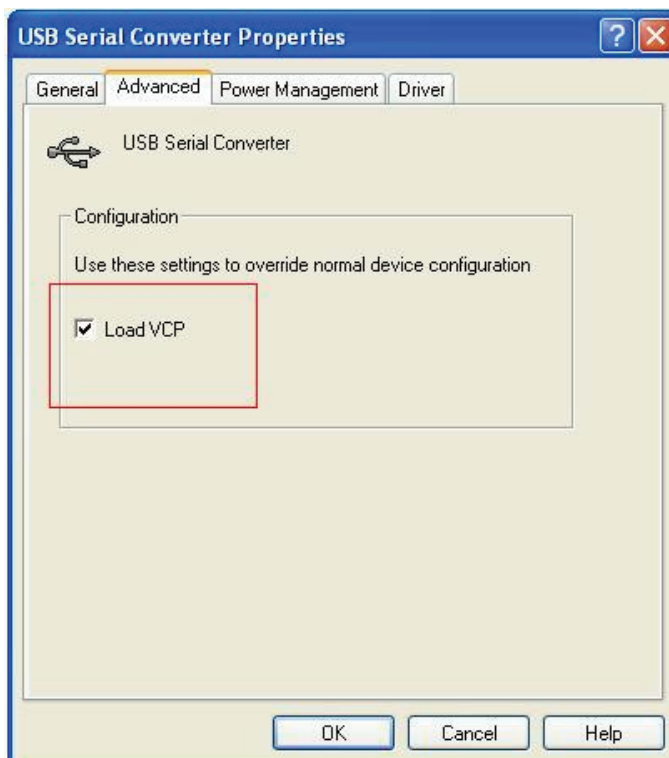 USB Serial Converter Properties
General Advanced Power Management Driver
USB Serial Converter
Configuration
Use these settings to override normal device configuration
Load VCP
OK Cancel Help